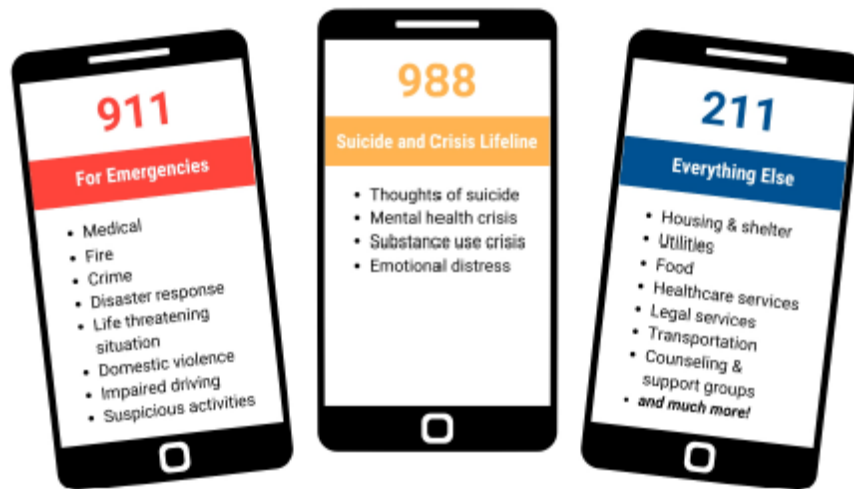 911
For Emergencies
• Medical
• Fire
• Crime
• Disaster response
• Life threatening
situation
• Domestic violence
• Impaired driving
• Suspicious activities
988
Suicide and Crisis Lifeline
• Thoughts of suicide
• Mental health crisis
• Substance use crisis
• Emotional distress
211
Everything Else
• Housing & shelter
• Utilities
• Food
• Healthcare services
• Legal services
• Transportation
• Counseling &
support groups
• and much more!